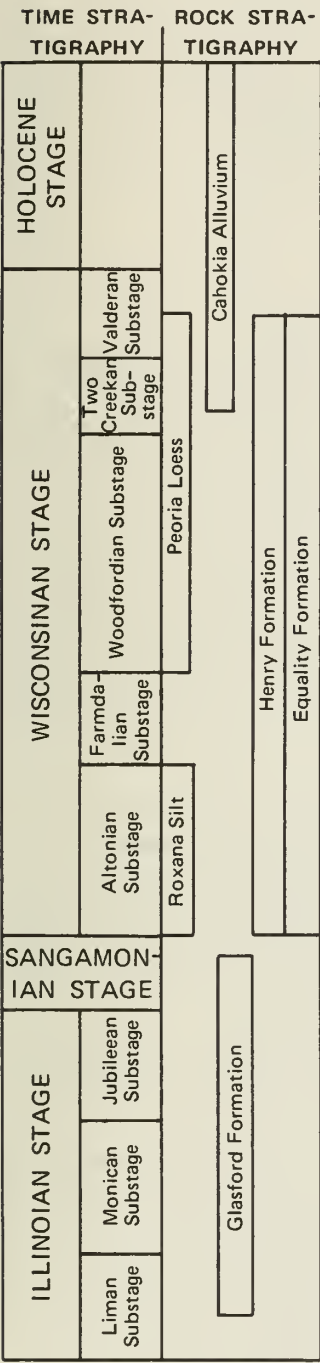 TIME STRA-
TIGRAPHY
ROCK STRA-
TIGRAPHY
HOLOCENE
STAGE
Cahokia Alluvium
WISCONSINAN STAGE
Valderan
Substage
Two
Creekan
Sub-
stage
Woodfordian Substage
Farmda-
lian
Substage
Altonian
Substage
Peoria Loess
Roxana Silt
Henry Formation
Equality Formation
SANGAMON-
IAN STAGE
ILLINOIAN STAGE
Jubileean
Substage
Monican
Substage
Liman
Substage
Glasford Formation